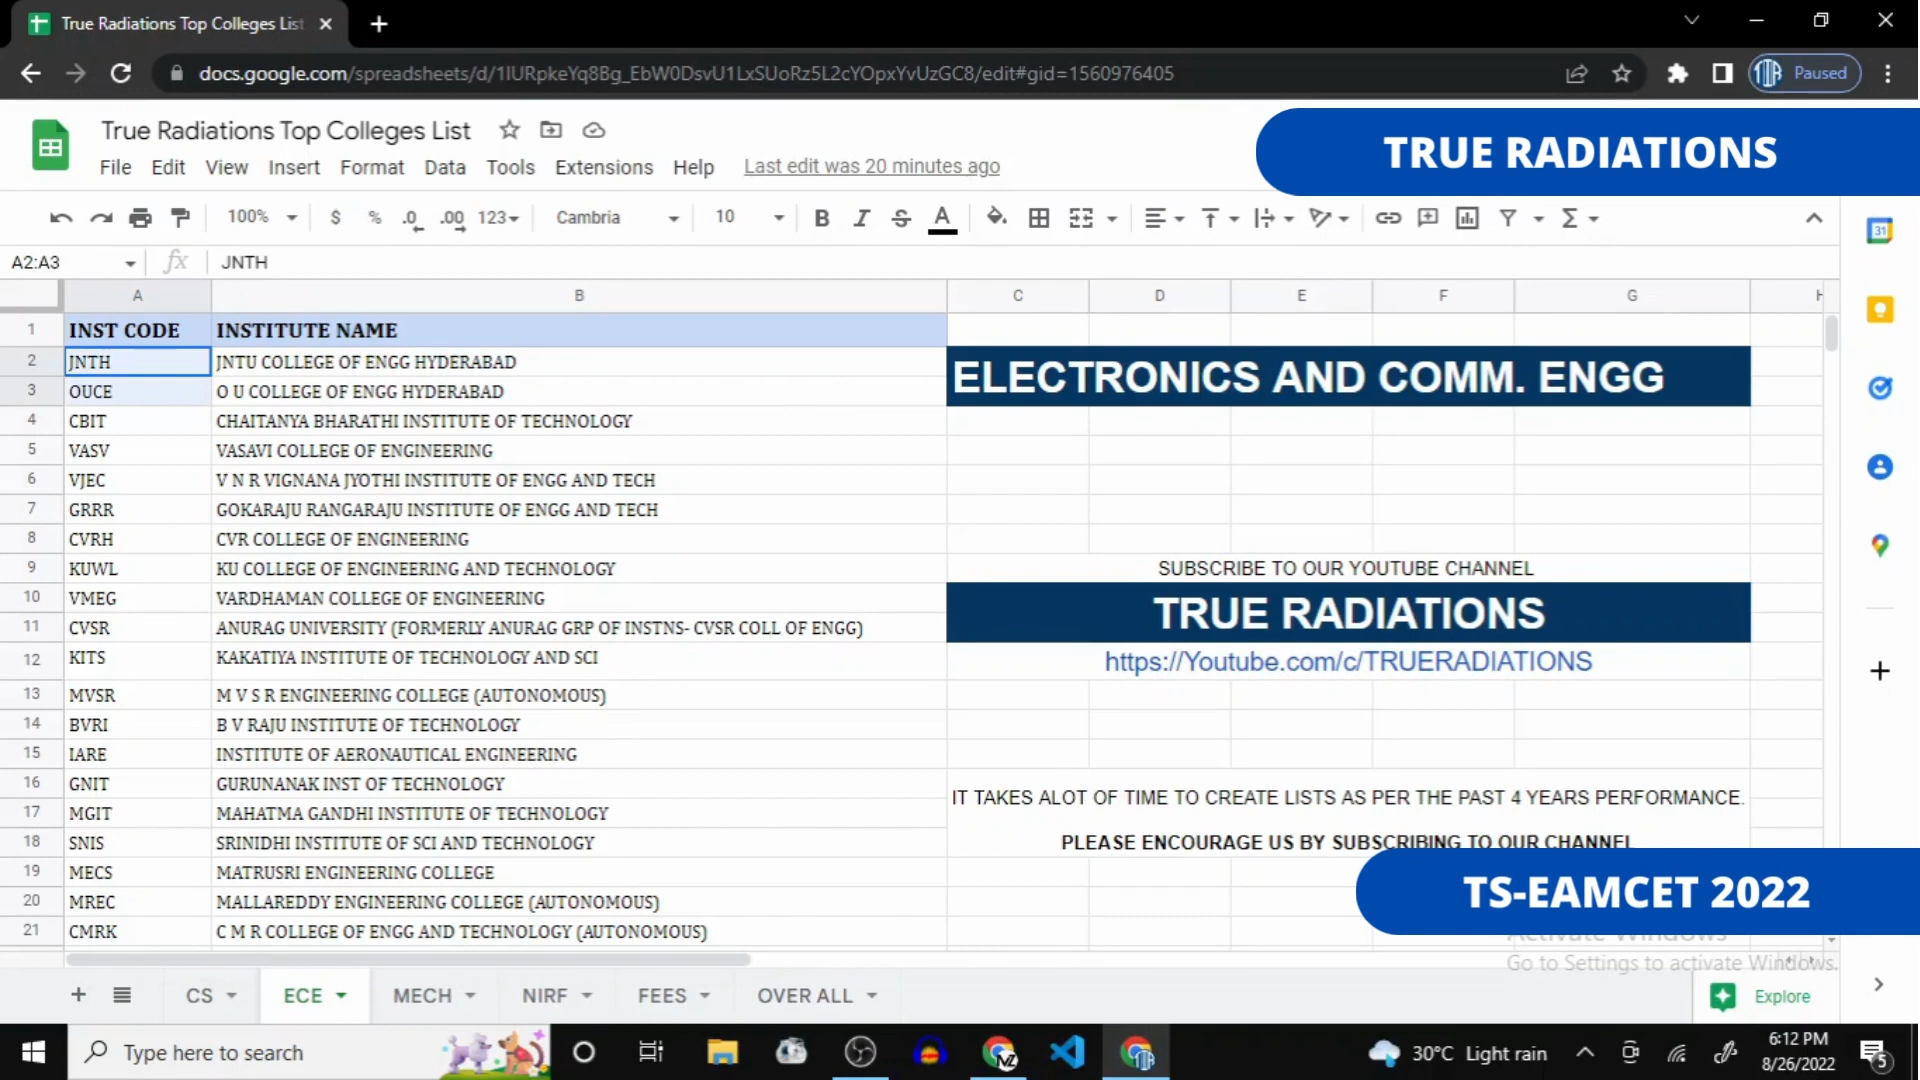 True Radiations Top Colleges List
docs.google.com/spreadsheets/d/1IURpkeYq8Bg_EbW0DsvU1LxSUoRz5L2cYOpxYvUzGC8/edit#gid=1560976405
Paused
True Radiations Top Colleges List
TRUE RADIATIONS
File Edit View Insert Format Data Tools Extensions Help Last edit was 20 minutes ago
100% $ % .0 .00 123 Cambria 10 B I S A Σ
31
A2:A3 fx JNTH
A B C D E F G H
1 INST CODE INSTITUTE NAME
2 JNTH JNTU COLLEGE OF ENGG HYDERABAD
ELECTRONICS AND COMM. ENGG
3 OUCE O U COLLEGE OF ENGG HYDERABAD
4 CBIT CHAITANYA BHARATHI INSTITUTE OF TECHNOLOGY
5 VASV VASAVI COLLEGE OF ENGINEERING
6 VJEC V N R VIGNANA JYOTHI INSTITUTE OF ENGG AND TECH
7 GRRR GOKARAJU RANGARAJU INSTITUTE OF ENGG AND TECH
8 CVRH CVR COLLEGE OF ENGINEERING
9 KUWL KU COLLEGE OF ENGINEERING AND TECHNOLOGY SUBSCRIBE TO OUR YOUTUBE CHANNEL
10 VMEG VARDHAMAN COLLEGE OF ENGINEERING
TRUE RADIATIONS
11 CVSR ANURAG UNIVERSITY (FORMERLY ANURAG GRP OF INSTNS- CVSR COLL OF ENGG)
12 KITS KAKATIYA INSTITUTE OF TECHNOLOGY AND SCI https://Youtube.com/c/TRUERADIATIONS
13 MVSR M V S R ENGINEERING COLLEGE (AUTONOMOUS)
14 BVRI B V RAJU INSTITUTE OF TECHNOLOGY
15 IARE INSTITUTE OF AERONAUTICAL ENGINEERING
16 GNIT GURUNANAK INST OF TECHNOLOGY
IT TAKES ALOT OF TIME TO CREATE LISTS AS PER THE PAST 4 YEARS PERFORMANCE.
17 MGIT MAHATMA GANDHI INSTITUTE OF TECHNOLOGY
18 SNIS SRINIDHI INSTITUTE OF SCI AND TECHNOLOGY PLEASE ENCOURAGE US BY SUBSCRIBING TO OUR CHANNEL
19 MECS MATRUSRI ENGINEERING COLLEGE
TS-EAMCET 2022
20 MREC MALLAREDDY ENGINEERING COLLEGE (AUTONOMOUS)
21 CMRK C M R COLLEGE OF ENGG AND TECHNOLOGY (AUTONOMOUS)
Activate Windows
Go to Settings to activate Windows.
CS ECE MECH NIRF FEES OVER ALL Explore
Type here to search
30°C Light rain
6:12 PM
8/26/2022
5